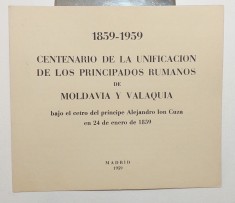 1859-1959
CENTENARIO DE LA UNIFICACION
DE LOS PRINCIPADOS RUMANOS
DE
MOLDAVIA Y VALAQUIA
bajo el cetro del príncipe Alejandro Ion Cuza
en 24 de enero de 1859
MADRID
1959